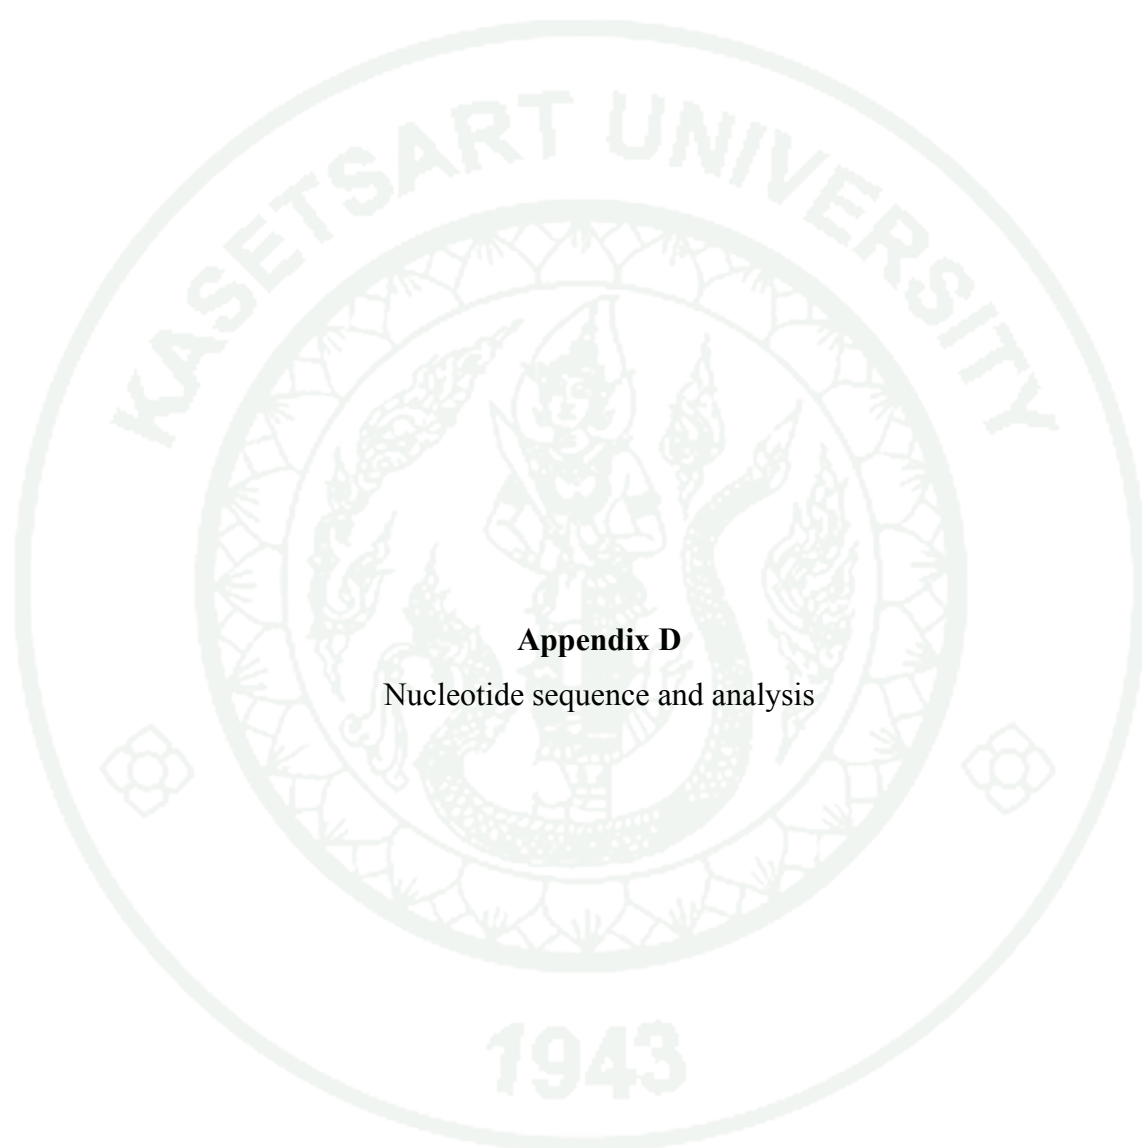 KASETSART UNIVERSITY
Appendix D
Nucleotide sequence and analysis
1943